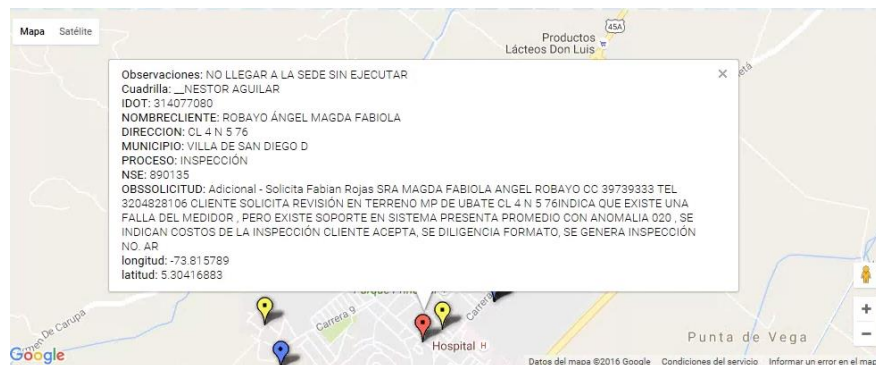 Mapa Satélite
45A
Productos
Lácteos Don Luis
Observaciones: NO LLEGAR A LA SEDE SIN EJECUTAR
Cuadrilla: __NESTOR AGUILAR
IDOT: 314077080
NOMBRECLIENTE: ROBAYO ÁNGEL MAGDA FABIOLA
DIRECCION: CL 4 N 5 76
MUNICIPIO: VILLA DE SAN DIEGO D
PROCESO: INSPECCIÓN
NSE: 890135
OBSSOLICITUD: Adicional - Solicita Fabian Rojas SRA MAGDA FABIOLA ANGEL ROBAYO CC 39739333 TEL
3204828106 CLIENTE SOLICITA REVISIÓN EN TERRENO MP DE UBATE CL 4 N 5 76INDICA QUE EXISTE UNA
FALLA DEL MEDIDOR , PERO EXISTE SOPORTE EN SISTEMA PRESENTA PROMEDIO CON ANOMALIA 020 , SE
INDICAN COSTOS DE LA INSPECCIÓN CLIENTE ACEPTA, SE DILIGENCIA FORMATO, SE GENERA INSPECCIÓN
NO. AR
longitud: -73.815789
latitud: 5.30416883
Carrera 9
Carrera
men De Carupa
Hospital H
Punta de Vega
Google
Datos del mapa ©2016 Google Condiciones del servicio Informar un error en el map